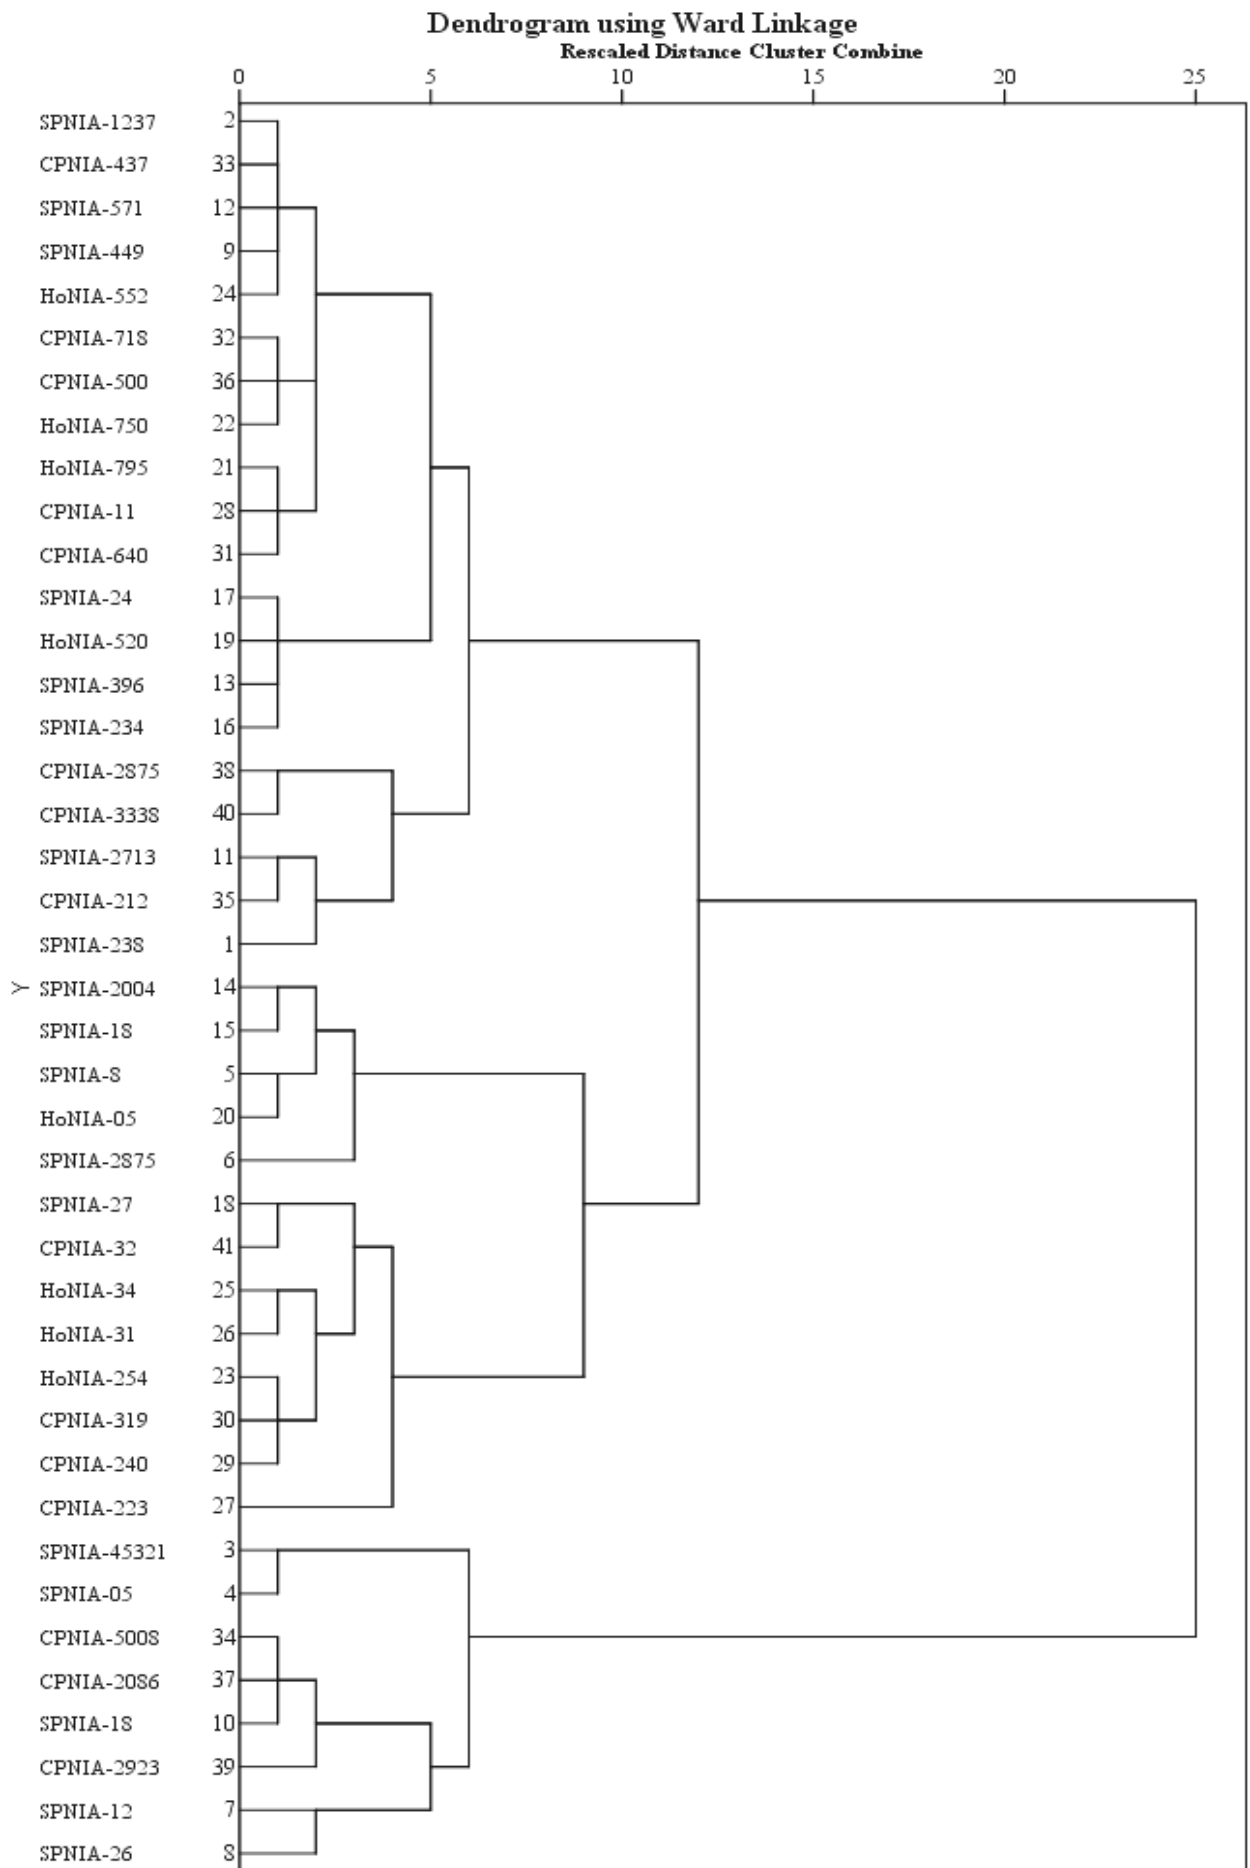 Dendrogram using Ward Linkage
Rescaled Distance Cluster Combine
0 5 10 15 20 25
SPNIA-1237 2
CPNIA-437 33
SPNIA-571 12
SPNIA-449 9
HoNIA-552 24
CPNIA-718 32
CPNIA-500 36
HoNIA-750 22
HoNIA-795 21
CPNIA-11 28
CPNIA-640 31
SPNIA-24 17
HoNIA-520 19
SPNIA-396 13
SPNIA-234 16
CPNIA-2875 38
CPNIA-3338 40
SPNIA-2713 11
CPNIA-212 35
SPNIA-238 1
Y SPNIA-2004 14
SPNIA-18 15
SPNIA-8 5
HoNIA-05 20
SPNIA-2875 6
SPNIA-27 18
CPNIA-32 41
HoNIA-34 25
HoNIA-31 26
HoNIA-254 23
CPNIA-319 30
CPNIA-240 29
CPNIA-223 27
SPNIA-45321 3
SPNIA-05 4
CPNIA-5008 34
CPNIA-2086 37
SPNIA-18 10
CPNIA-2923 39
SPNIA-12 7
SPNIA-26 8